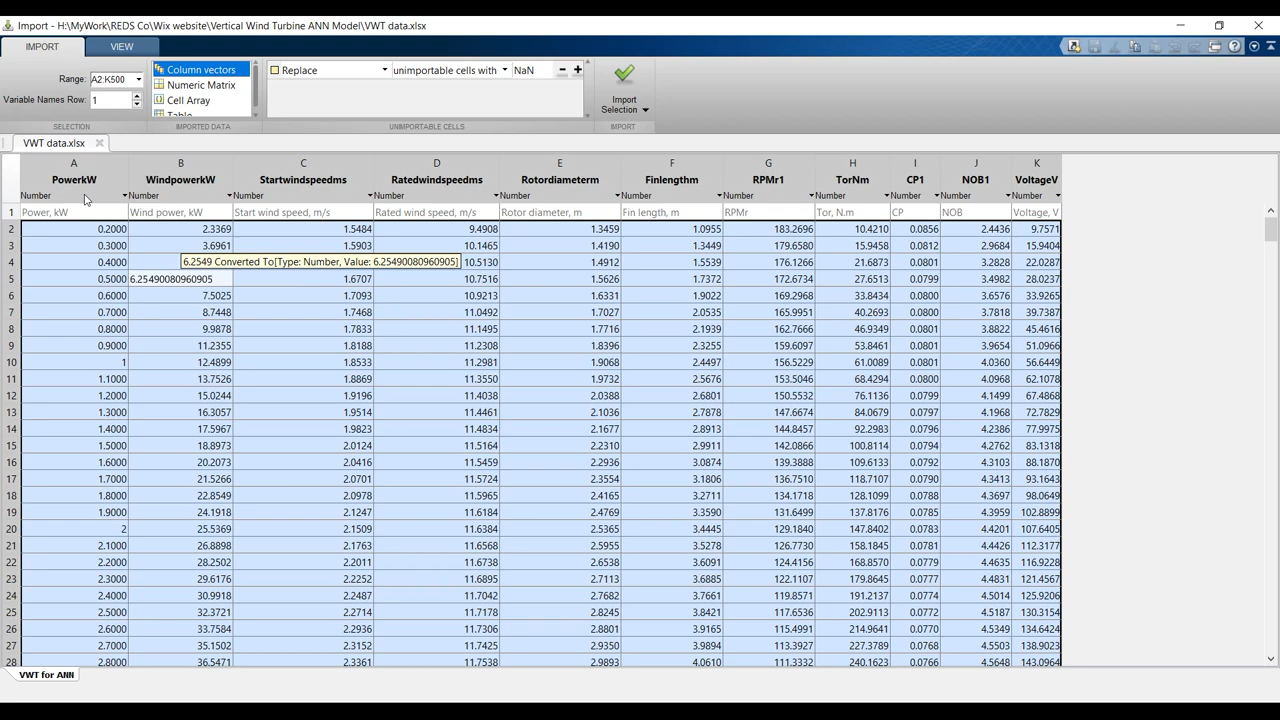 Import - H:\MyWork\REDS Co\Wix website\Vertical Wind Turbine ANN Model\VWT data.xlsx
IMPORT VIEW
Range: A2:K500
Variable Names Row: 1
SELECTION
Column vectors
Numeric Matrix
Cell Array
Table
IMPORTED DATA
Replace unimportable cells with NaN
UNIMPORTABLE CELLS
Import
Selection
IMPORT
VWT data.xlsx
A B C D E F G H I J K
PowerkW WindpowerkW Startwindspeedms Ratedwindspeedms Rotordiameterm Finlengthm RPMr1 TorNm CP1 NOB1 VoltageV
Number Number Number Number Number Number Number Number Number Number Number
1 Power, kW Wind power, kW Start wind speed, m/s Rated wind speed, m/s Rotor diameter, m Fin length, m RPMr Tor, N.m CP NOB Voltage, V
2 0.2000 2.3369 1.5484 9.4908 1.3459 1.0955 183.2696 10.4210 0.0856 2.4436 9.7571
3 0.3000 3.6961 1.5903 10.1465 1.4190 1.3449 179.6580 15.9458 0.0812 2.9684 15.9404
4 0.4000 6.2549 Converted To[Type: Number, Value: 6.25490080960905] 10.5130 1.4912 1.5539 176.1266 21.6873 0.0801 3.2828 22.0287
5 0.5000 6.25490080960905 1.6707 10.7516 1.5626 1.7372 172.6734 27.6513 0.0799 3.4988 28.0237
6 0.6000 7.5025 1.7093 10.9213 1.6331 1.9022 169.2968 33.8434 0.0800 3.6576 33.9265
7 0.7000 8.7448 1.7468 11.0492 1.7027 2.0535 165.9951 40.2693 0.0801 3.7818 39.7387
8 0.8000 9.9878 1.7833 11.1495 1.7716 2.1939 162.7666 46.9349 0.0801 3.8822 45.4616
9 0.9000 11.2355 1.8188 11.2308 1.8396 2.3255 159.6097 53.8461 0.0801 3.9654 51.0966
10 1 12.4899 1.8533 11.2981 1.9068 2.4497 156.5229 61.0089 0.0801 4.0360 56.6449
11 1.1000 13.7526 1.8869 11.3550 1.9732 2.5676 153.5046 68.4294 0.0800 4.0968 62.1078
12 1.2000 15.0244 1.9196 11.4038 2.0388 2.6801 150.5532 76.1136 0.0799 4.1499 67.4868
13 1.3000 16.3057 1.9514 11.4461 2.1036 2.7878 147.6674 84.0679 0.0797 4.1968 72.7829
14 1.4000 17.5967 1.9823 11.4834 2.1677 2.8913 144.8457 92.2983 0.0796 4.2386 77.9975
15 1.5000 18.8973 2.0124 11.5164 2.2310 2.9911 142.0866 100.8114 0.0794 4.2762 83.1318
16 1.6000 20.2073 2.0416 11.5459 2.2936 3.0874 139.3888 109.6133 0.0792 4.3103 88.1870
17 1.7000 21.5266 2.0701 11.5724 2.3554 3.1806 136.7510 118.7107 0.0790 4.3413 93.1643
18 1.8000 22.8549 2.0978 11.5965 2.4165 3.2711 134.1718 128.1099 0.0788 4.3697 98.0649
19 1.9000 24.1918 2.1247 11.6184 2.4769 3.3590 131.6499 137.8176 0.0785 4.3959 102.8899
20 2 25.5369 2.1509 11.6384 2.5365 3.4445 129.1840 147.8402 0.0783 4.4201 107.6405
21 2.1000 26.8898 2.1763 11.6568 2.5955 3.5278 126.7730 158.1845 0.0781 4.4426 112.3177
22 2.2000 28.2502 2.2011 11.6738 2.6538 3.6091 124.4156 168.8570 0.0779 4.4635 116.9228
23 2.3000 29.6176 2.2252 11.6895 2.7113 3.6885 122.1107 179.8645 0.0777 4.4831 121.4567
24 2.4000 30.9918 2.2487 11.7042 2.7682 3.7661 119.8571 191.2137 0.0774 4.5014 125.9206
25 2.5000 32.3721 2.2714 11.7178 2.8245 3.8421 117.6536 202.9113 0.0772 4.5187 130.3154
26 2.6000 33.7584 2.2936 11.7306 2.8801 3.9165 115.4991 214.9641 0.0770 4.5349 134.6424
27 2.7000 35.1502 2.3152 11.7425 2.9350 3.9894 113.3927 227.3789 0.0768 4.5503 138.9023
28 2.8000 36.5471 2.3361 11.7538 2.9893 4.0610 111.3332 240.1623 0.0766 4.5648 143.0964
VWT for ANN